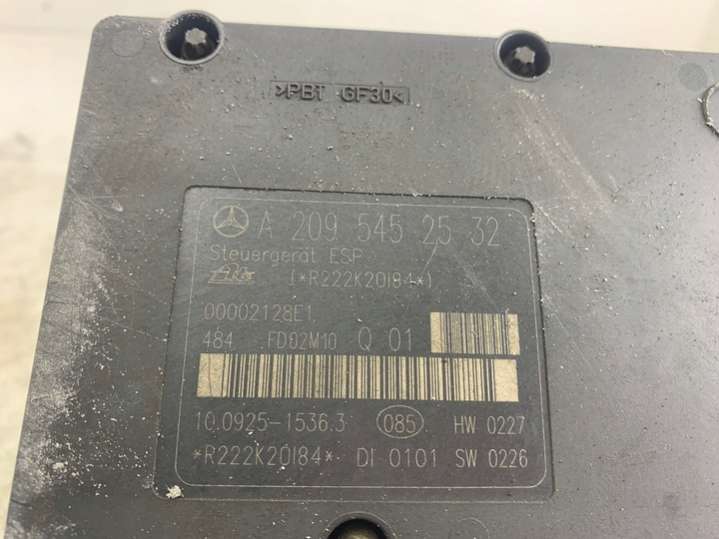 >PBT GF30<
A 209 545 25 32
Steuergerät ESP
(*R222K20I84*)
00002128E1
484 FD02M10 Q 01
10.0925-1536.3 085 HW 0227
*R222K20I84* DI 0101 SW 0226